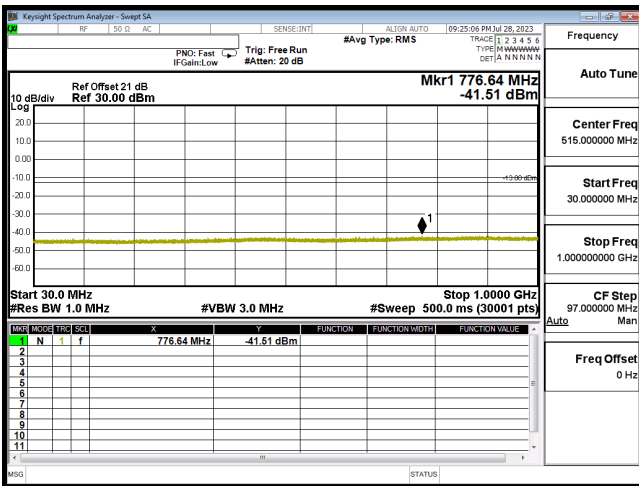 Keysight Spectrum Analyzer - Swept SA
RF 50 Ω AC SENSE:INT ALIGN AUTO 09:25:06 PM Jul 28, 2023
#Avg Type: RMS TRACE 1 2 3 4 5 6
PNO: Fast Trig: Free Run TYPE M WWWWW
IFGain:Low #Atten: 20 dB DET A N N N N N
Frequency
Auto Tune
Ref Offset 21 dB Mkr1 776.64 MHz
10 dB/div Ref 30.00 dBm -41.51 dBm
Log
20.0
10.0
0.00
-10.0
-13.00 dBm
-20.0
-30.0
1
-40.0
-50.0
-60.0
Center Freq
515.000000 MHz
Start Freq
30.000000 MHz
Stop Freq
1.000000000 GHz
Start 30.0 MHz Stop 1.0000 GHz
#Res BW 1.0 MHz #VBW 3.0 MHz #Sweep 500.0 ms (30001 pts)
CF Step
97.000000 MHz
Auto Man
MKR MODE TRC SCL X Y FUNCTION FUNCTION WIDTH FUNCTION VALUE
1 N 1 f 776.64 MHz -41.51 dBm
2
3
4
5
6
7
8
9
10
11
Freq Offset
0 Hz
MSG STATUS